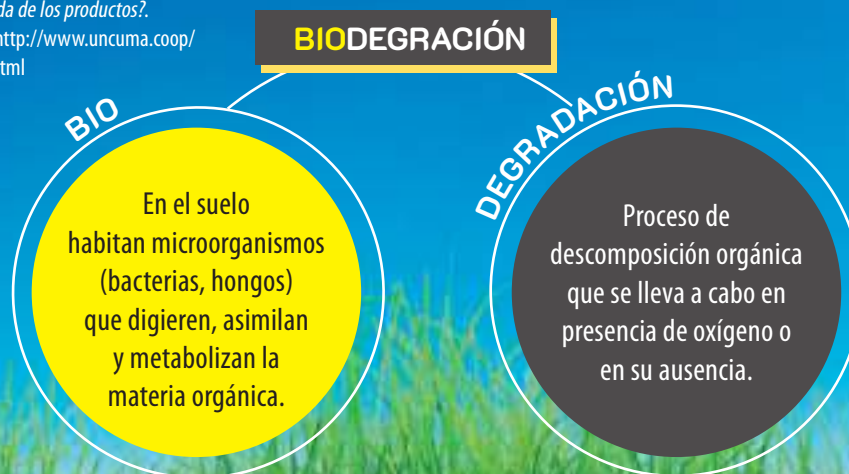 da de los productos?.
http://www.uncuma.coop/
tml
BIODEGRACIÓN
BIO
En el suelo
habitan microorganismos
(bacterias, hongos)
que digieren, asimilan
y metabolizan la
materia orgánica.
DEGRADACIÓN
Proceso de
descomposición orgánica
que se lleva a cabo en
presencia de oxígeno o
en su ausencia.